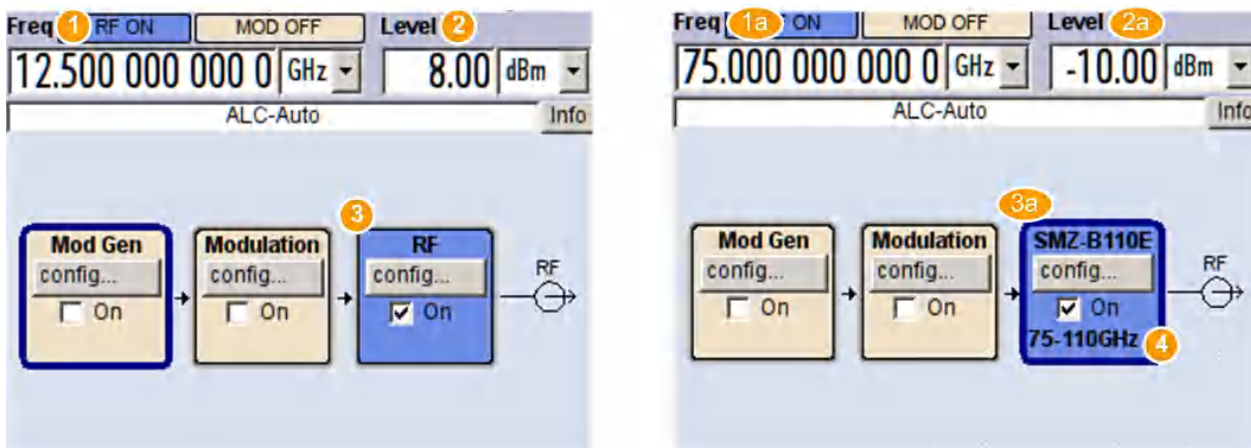 Freq 1 RF ON MOD OFF Level 2
12.500 000 000 0 GHz 8.00 dBm
ALC-Auto Info
3
Mod Gen Modulation RF
config... config... config... RF
On On On
Freq 1a ON MOD OFF Level 2a
75.000 000 000 0 GHz -10.00 dBm
ALC-Auto Info
3a
Mod Gen Modulation SMZ-B110E
config... config... config... RF
On On On
75-110GHz 4